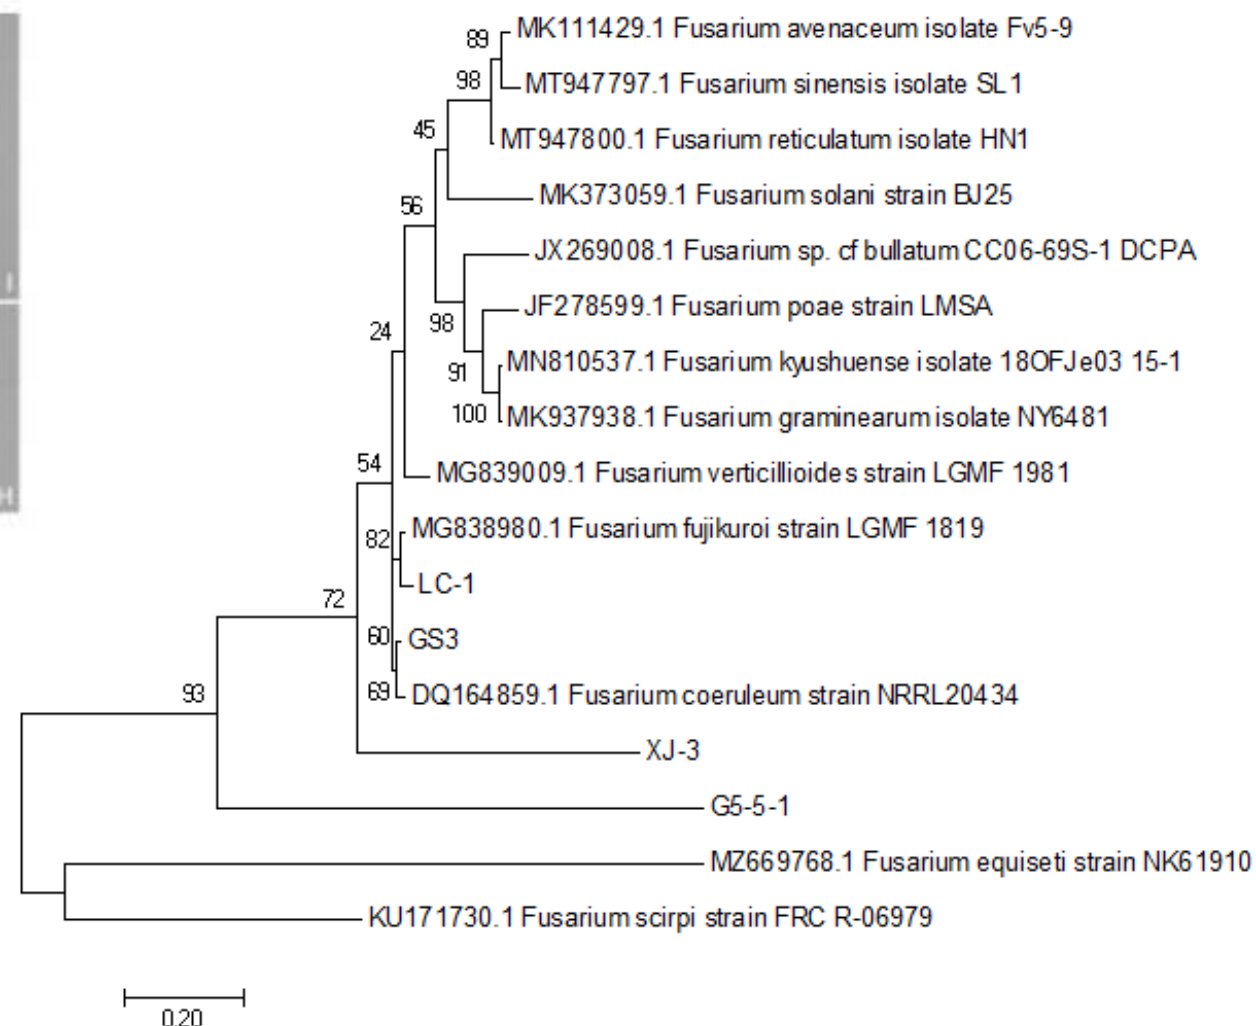 89
MK111429.1 Fusarium avenaceum isolate Fv5-9
98
MT947797.1 Fusarium sinensis isolate SL1
45
MT947800.1 Fusarium reticulatum isolate HN1
56
MK373059.1 Fusarium solani strain BJ25
JX269008.1 Fusarium sp. cf bullatum CC06-69S-1 DCPA
I
24
98
JF278599.1 Fusarium poae strain LMSA
91
MN810537.1 Fusarium kyushuense isolate 18OFJe03 15-1
100
MK937938.1 Fusarium graminearum isolate NY6481
54
MG839009.1 Fusarium verticillioides strain LGMF 1981
H
82
MG838980.1 Fusarium fujikuroi strain LGMF 1819
LC-1
72
60
GS3
69
DQ164859.1 Fusarium coeruleum strain NRRL20434
93
XJ-3
G5-5-1
MZ669768.1 Fusarium equiseti strain NK61910
KU171730.1 Fusarium scirpi strain FRC R-06979
0.20